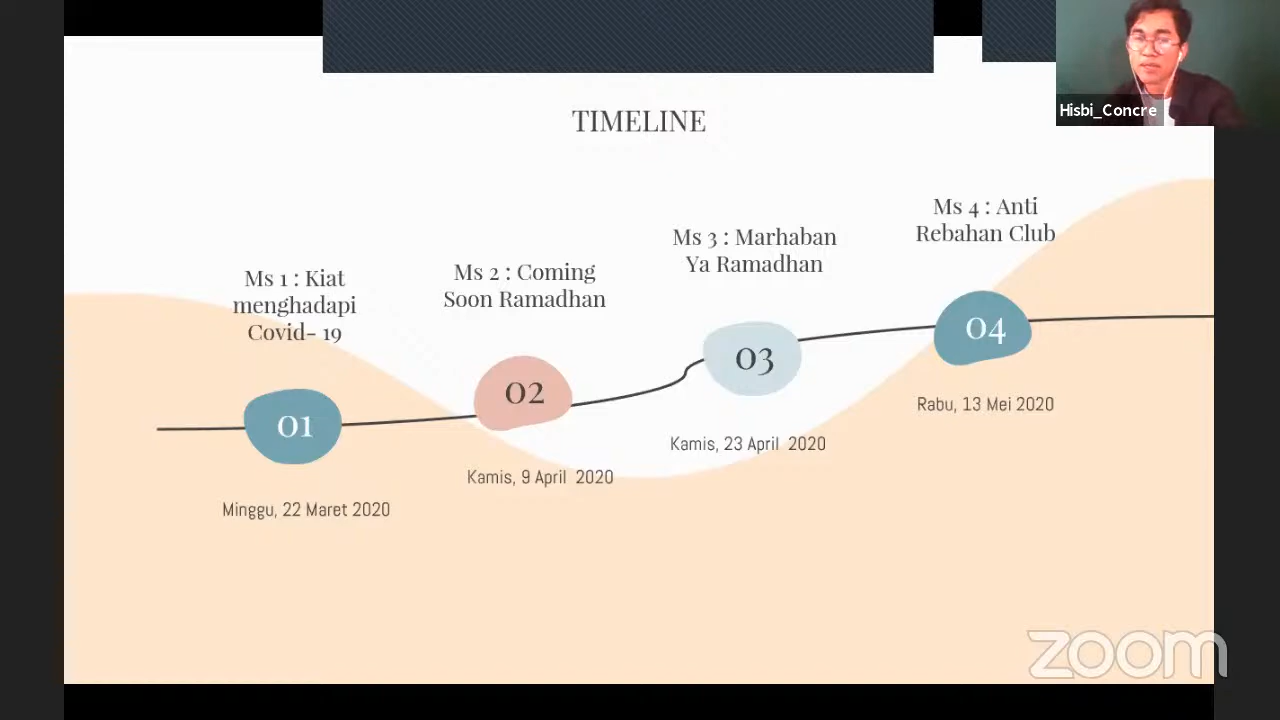 Hisbi_Concre
TIMELINE
Ms 1 : Kiat
menghadapi
Covid- 19
01
Minggu, 22 Maret 2020
Ms 2 : Coming
Soon Ramadhan
02
Kamis, 9 April  2020
Ms 3 : Marhaban
Ya Ramadhan
03
Kamis, 23 April  2020
Ms 4 : Anti
Rebahan Club
04
Rabu, 13 Mei 2020
zoom